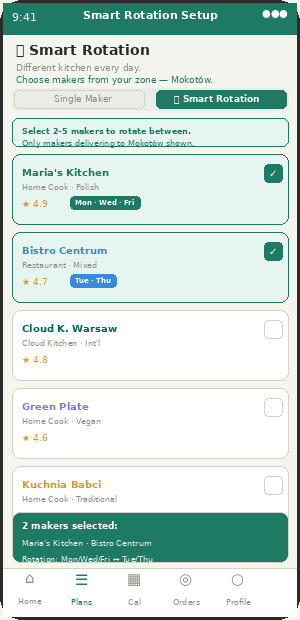 9:41
Smart Rotation Setup
Smart Rotation
Different kitchen every day.
Choose makers from your zone — Mokotów.
Single Maker
Smart Rotation
Select 2-5 makers to rotate between.
Only makers delivering to Mokotów shown.
Maria's Kitchen
✓
Home Cook · Polish
★ 4.9
Mon · Wed · Fri
Bistro Centrum
✓
Restaurant · Mixed
★ 4.7
Tue · Thu
Cloud K. Warsaw
Cloud Kitchen · Int'l
★ 4.8
Green Plate
Home Cook · Vegan
★ 4.6
Kuchnia Babci
Home Cook · Traditional
2 makers selected:
Maria's Kitchen · Bistro Centrum
Rotation: Mon/Wed/Fri ↔ Tue/Thu
Home
Plans
Cal
Orders
Profile